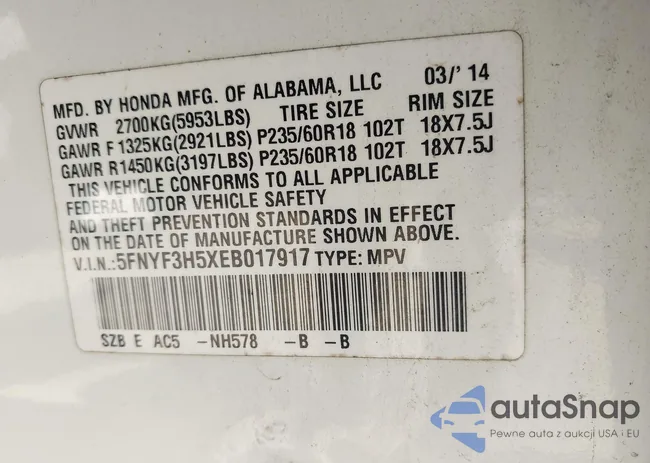 MFD. BY HONDA MFG. OF ALABAMA, LLC 03/' 14
GVWR 2700KG(5953LBS) TIRE SIZE RIM SIZE
GAWR F1325KG(2921LBS) P235/60R18 102T 18X7.5J
GAWR R1450KG(3197LBS) P235/60R18 102T 18X7.5J
THIS VEHICLE CONFORMS TO ALL APPLICABLE
FEDERAL MOTOR VEHICLE SAFETY
AND THEFT PREVENTION STANDARDS IN EFFECT
ON THE DATE OF MANUFACTURE SHOWN ABOVE.
V.I.N.:5FNYF3H5XEB017917 TYPE: MPV
SZB E AC5 -NH578 -B -B
autoSnap
Pewne auta z aukcji USA i EU